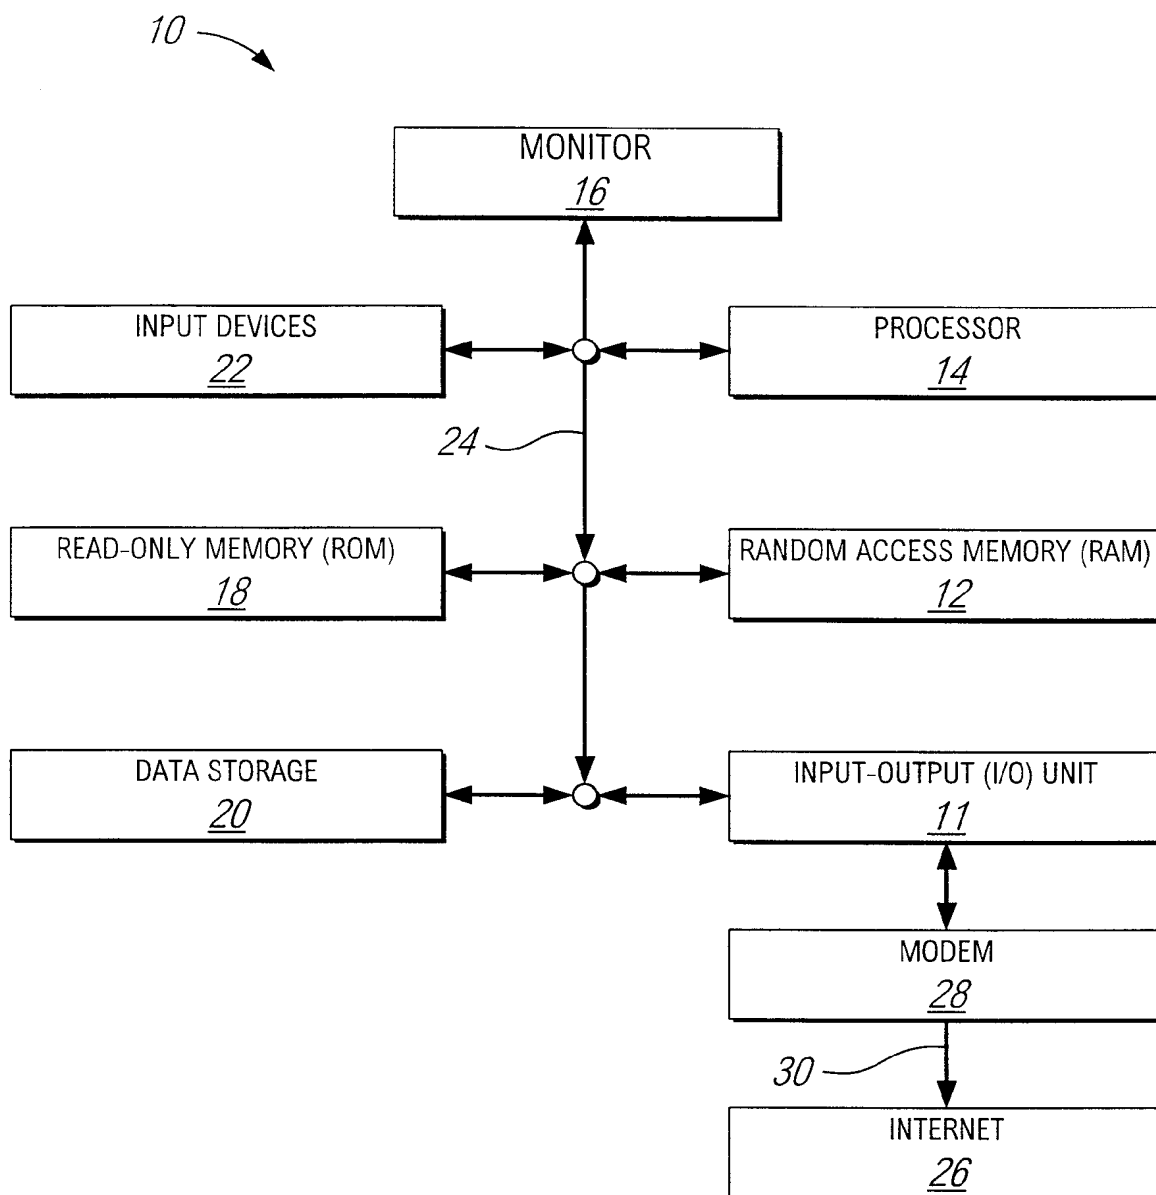 10
MONITOR
16
INPUT DEVICES
22
PROCESSOR
14
24
READ-ONLY MEMORY (ROM)
18
RANDOM ACCESS MEMORY (RAM)
12
DATA STORAGE
20
INPUT-OUTPUT (I/O) UNIT
11
MODEM
28
30
INTERNET
26